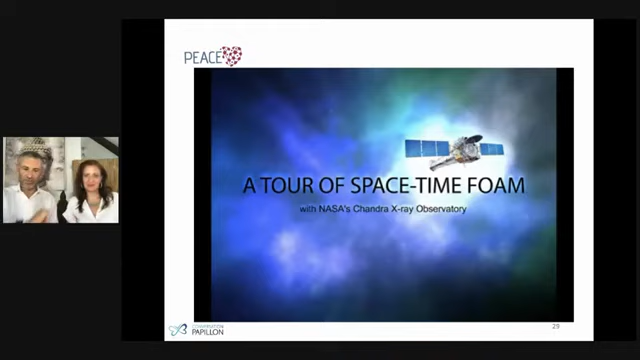 PEACE
A TOUR OF SPACE-TIME FOAM
with NASA's Chandra X-ray Observatory
PAPILLON
29